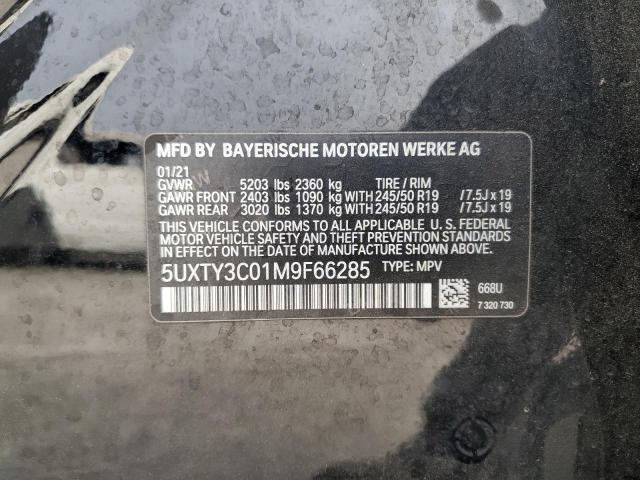 MFD BY BAYERISCHE MOTOREN WERKE AG
01/21
GVWR 5203 lbs 2360 kg TIRE / RIM
GAWR FRONT 2403 lbs 1090 kg WITH 245/50 R19 / 7.5J x 19
GAWR REAR 3020 lbs 1370 kg WITH 245/50 R19 / 7.5J x 19
THIS VEHICLE CONFORMS TO ALL APPLICABLE U. S. FEDERAL
MOTOR VEHICLE SAFETY AND THEFT PREVENTION STANDARDS
IN EFFECT ON THE DATE OF MANUFACTURE SHOWN ABOVE.
5UXTY3C01M9F66285 TYPE: MPV
668U
7 320 730